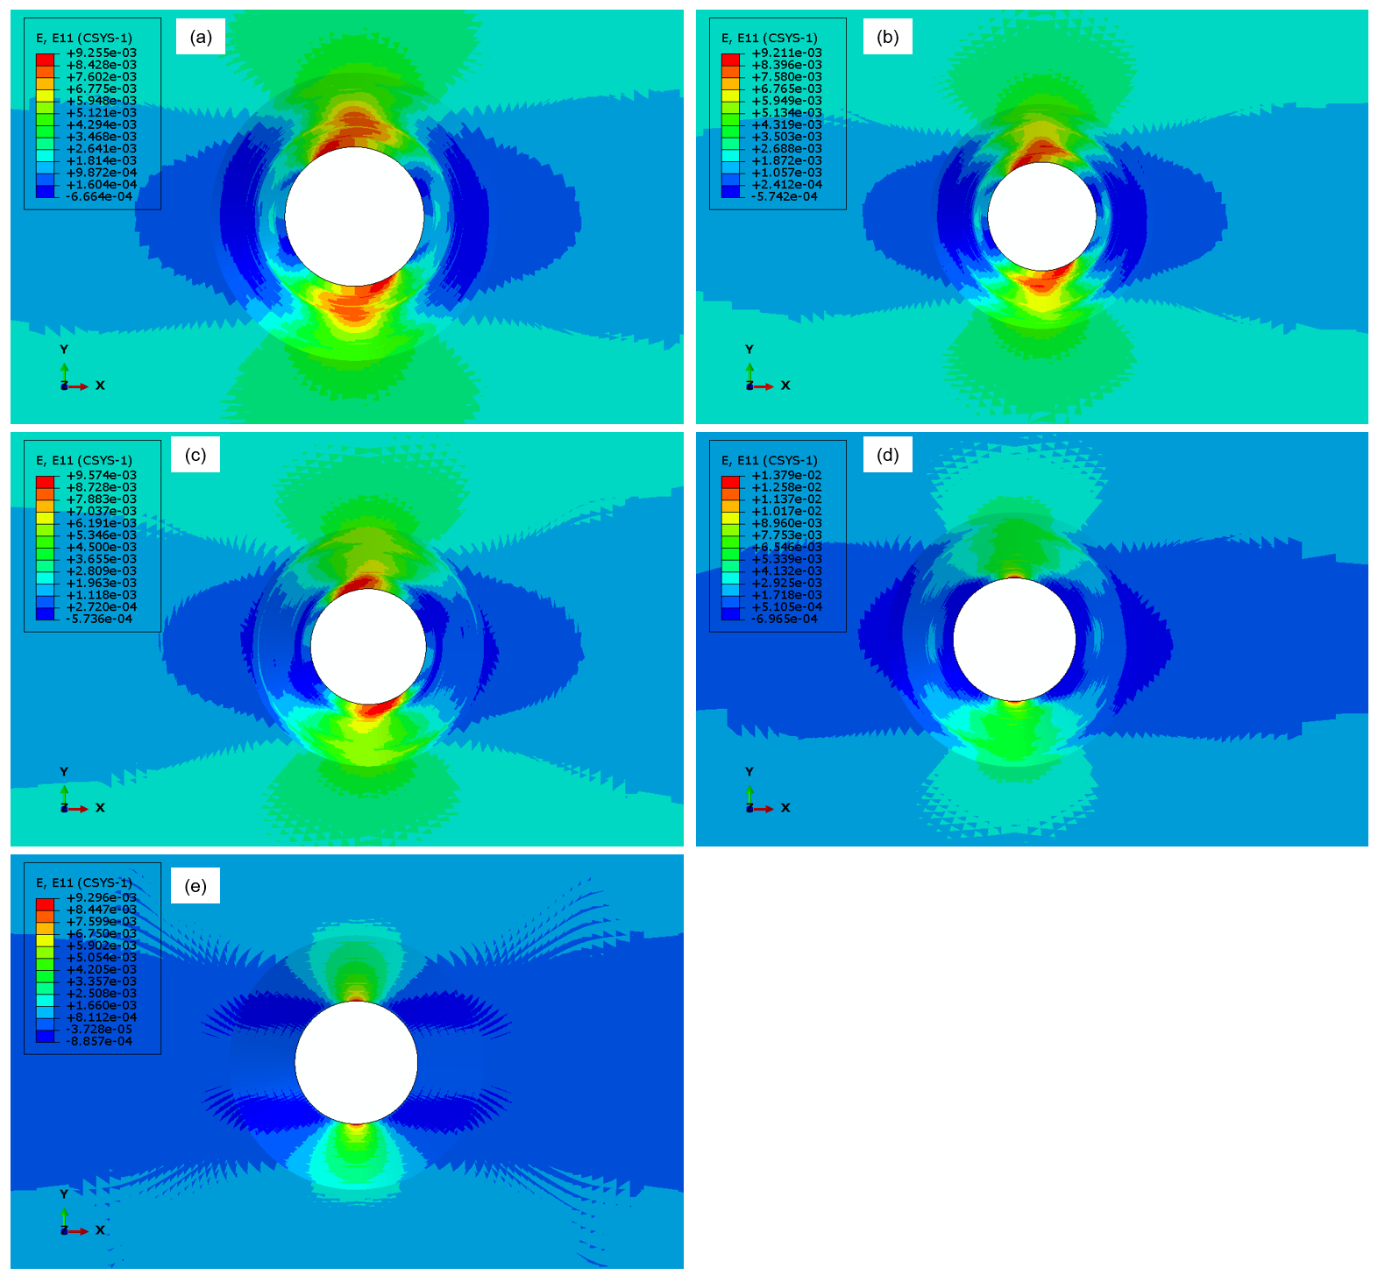 (a)
E, E11 (CSYS-1)
+9.255e-03
+8.428e-03
+7.602e-03
+6.775e-03
+5.948e-03
+5.121e-03
+4.294e-03
+3.468e-03
+2.641e-03
+1.814e-03
+9.872e-04
+1.604e-04
-6.664e-04
Y
Z
X
(b)
E, E11 (CSYS-1)
+9.211e-03
+8.396e-03
+7.580e-03
+6.765e-03
+5.949e-03
+5.134e-03
+4.319e-03
+3.503e-03
+2.688e-03
+1.872e-03
+1.057e-03
+2.412e-04
-5.742e-04
Y
Z
X
(c)
E, E11 (CSYS-1)
+9.574e-03
+8.728e-03
+7.883e-03
+7.037e-03
+6.191e-03
+5.346e-03
+4.500e-03
+3.655e-03
+2.809e-03
+1.963e-03
+1.118e-03
+2.720e-04
-5.736e-04
Y
Z
X
(d)
E, E11 (CSYS-1)
+1.379e-02
+1.258e-02
+1.137e-02
+1.017e-02
+8.960e-03
+7.753e-03
+6.546e-03
+5.339e-03
+4.132e-03
+2.925e-03
+1.718e-03
+5.105e-04
-6.965e-04
Y
Z
X
(e)
E, E11 (CSYS-1)
+9.296e-03
+8.447e-03
+7.599e-03
+6.750e-03
+5.902e-03
+5.054e-03
+4.205e-03
+3.357e-03
+2.508e-03
+1.660e-03
+8.112e-04
-3.728e-05
-8.857e-04
Y
Z
X